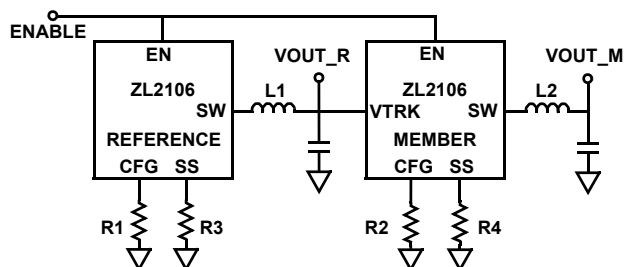 ENABLE
EN
ZL2106
SW
REFERENCE
CFG SS
R1
R3
L1
VOUT_R
EN
ZL2106
VTRK
SW
MEMBER
CFG SS
R2
R4
L2
VOUT_M